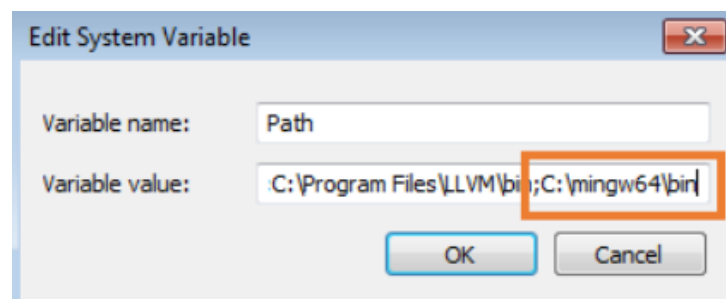 Edit System Variable
Variable name: Path
Variable value: :C:\Program Files\LLVM\bin;C:\mingw64\bin
OK Cancel